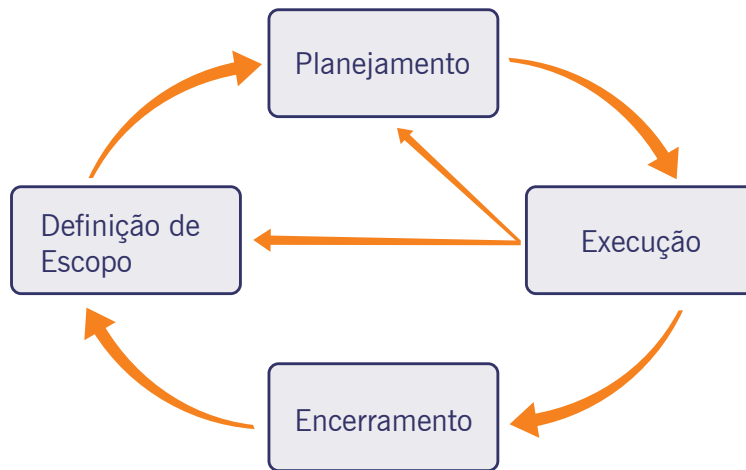 Planejamento
Definição de
Escopo
Execução
Encerramento